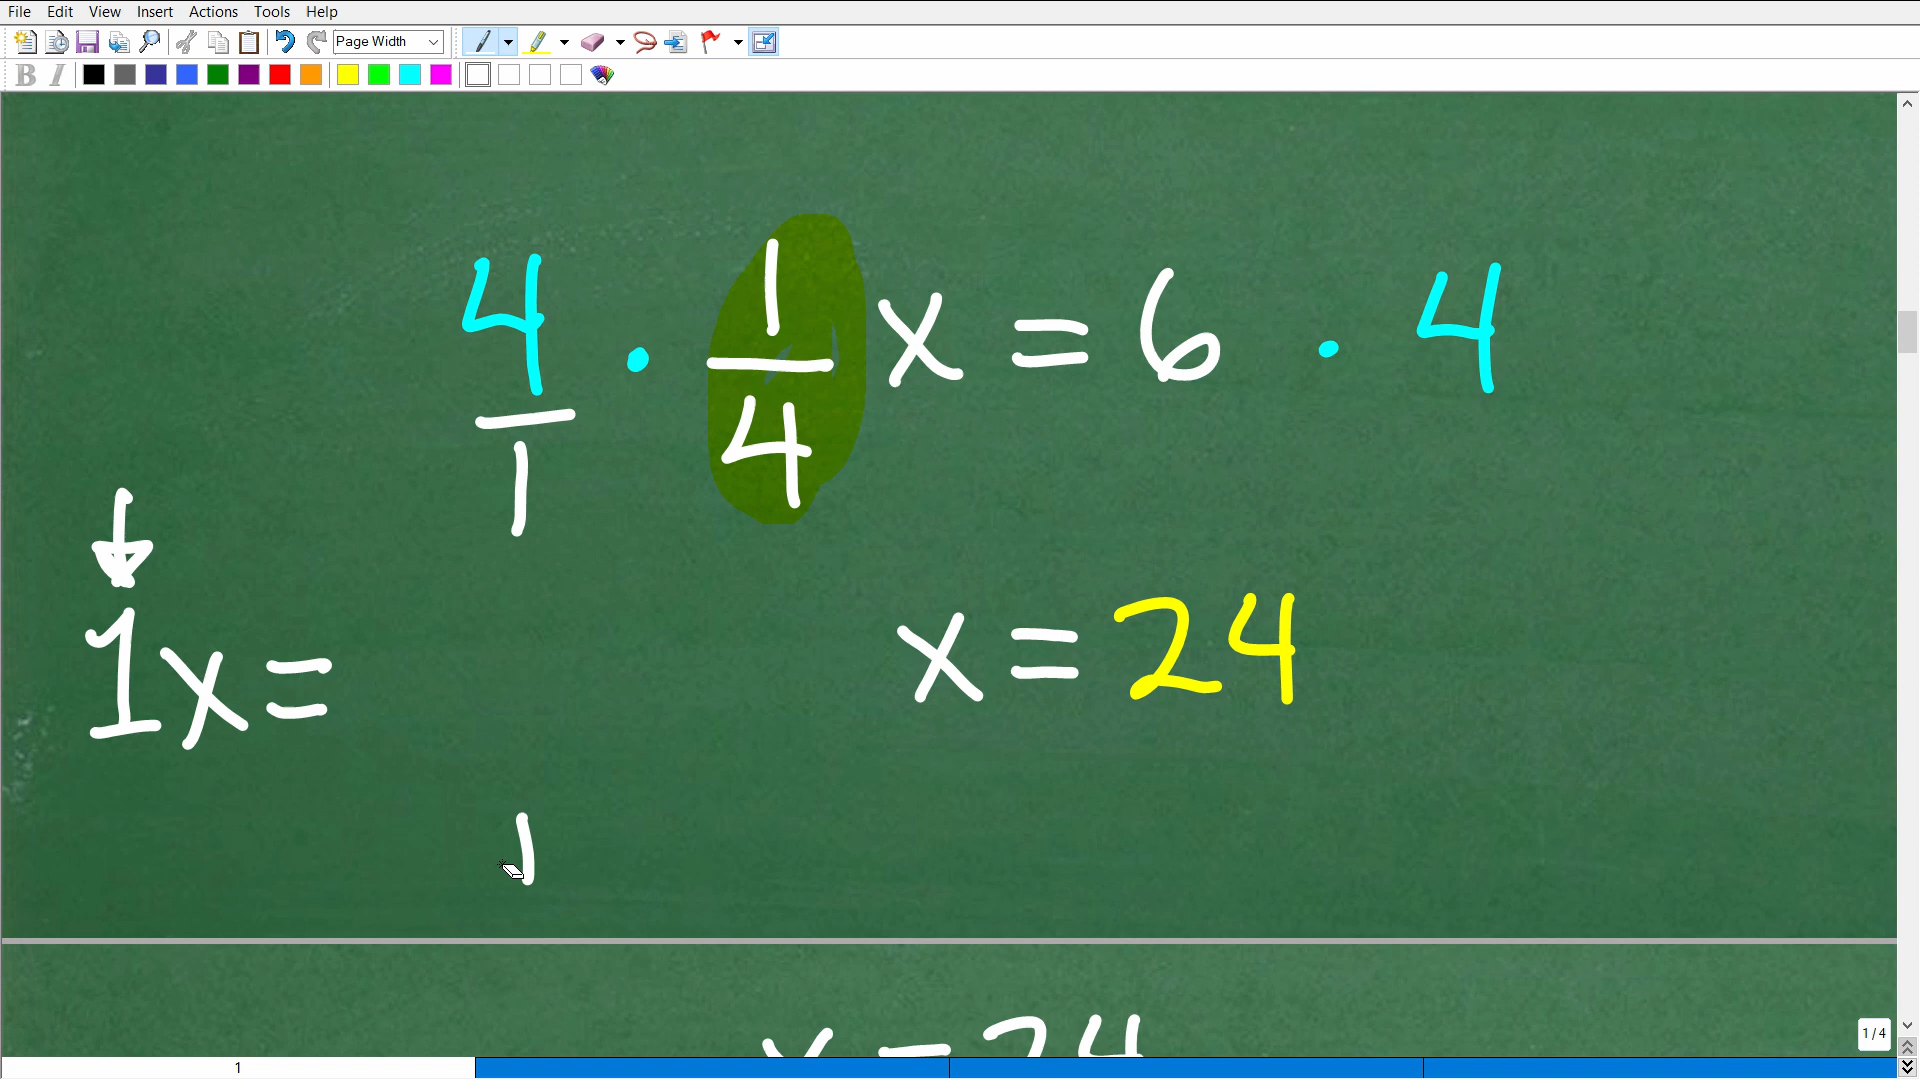 File Edit View Insert Actions Tools Help
Page Width
B I
4/1 · 1/4 x = 6 · 4
1x =
x = 24
1
x = 24
1 / 4
1